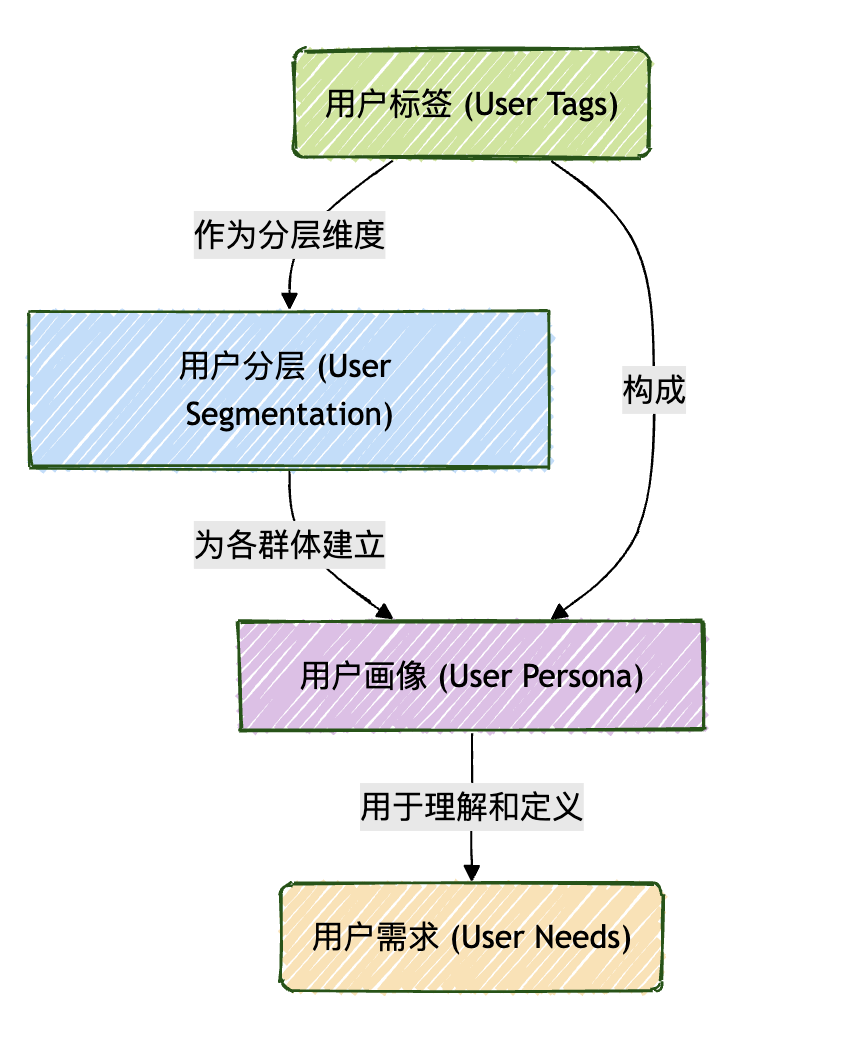 用户标签 (User Tags)
作为分层维度
用户分层 (User
Segmentation)
构成
为各群体建立
用户画像 (User Persona)
用于理解和定义
用户需求 (User Needs)